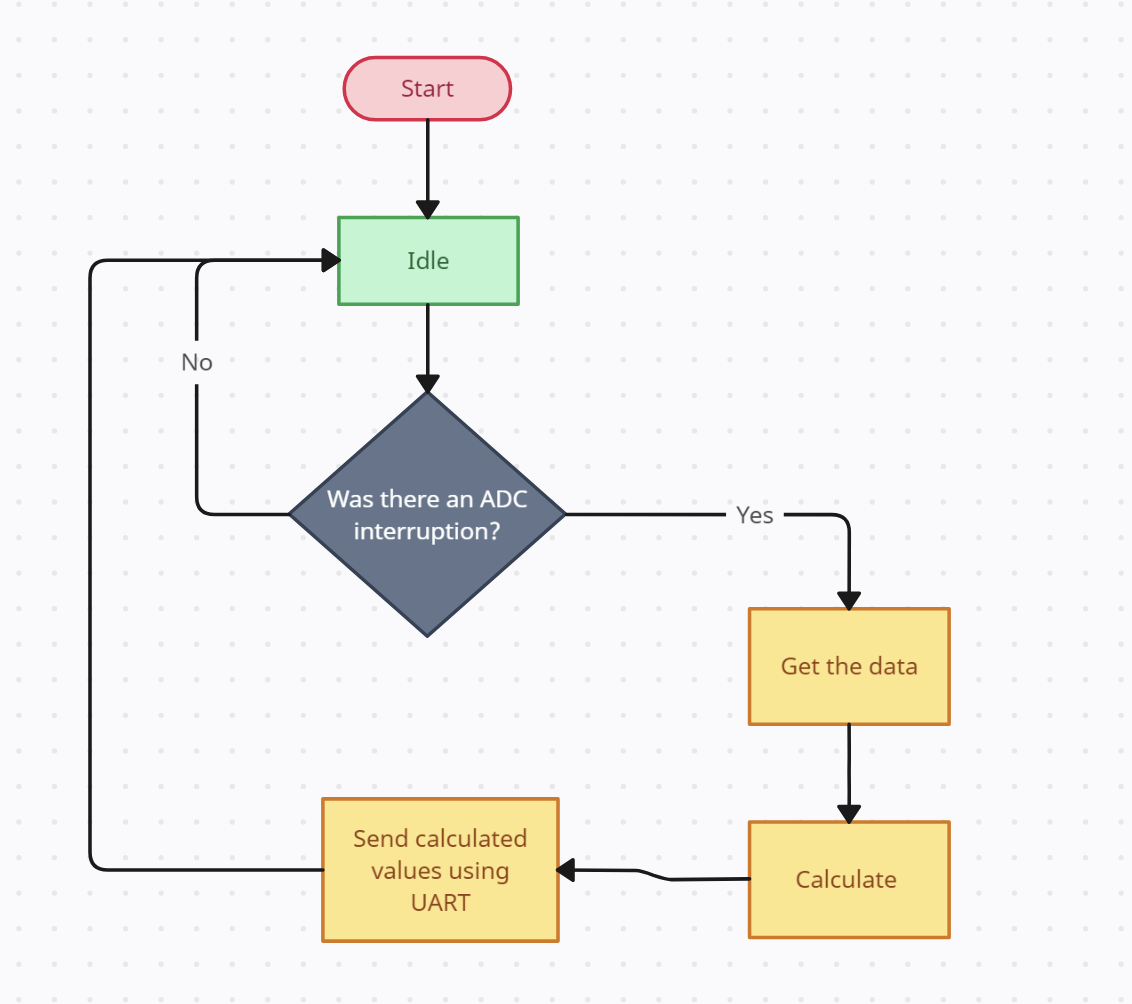 Start
Idle
No
Was there an ADC
interruption?
Yes
Get the data
Send calculated
values using
UART
Calculate